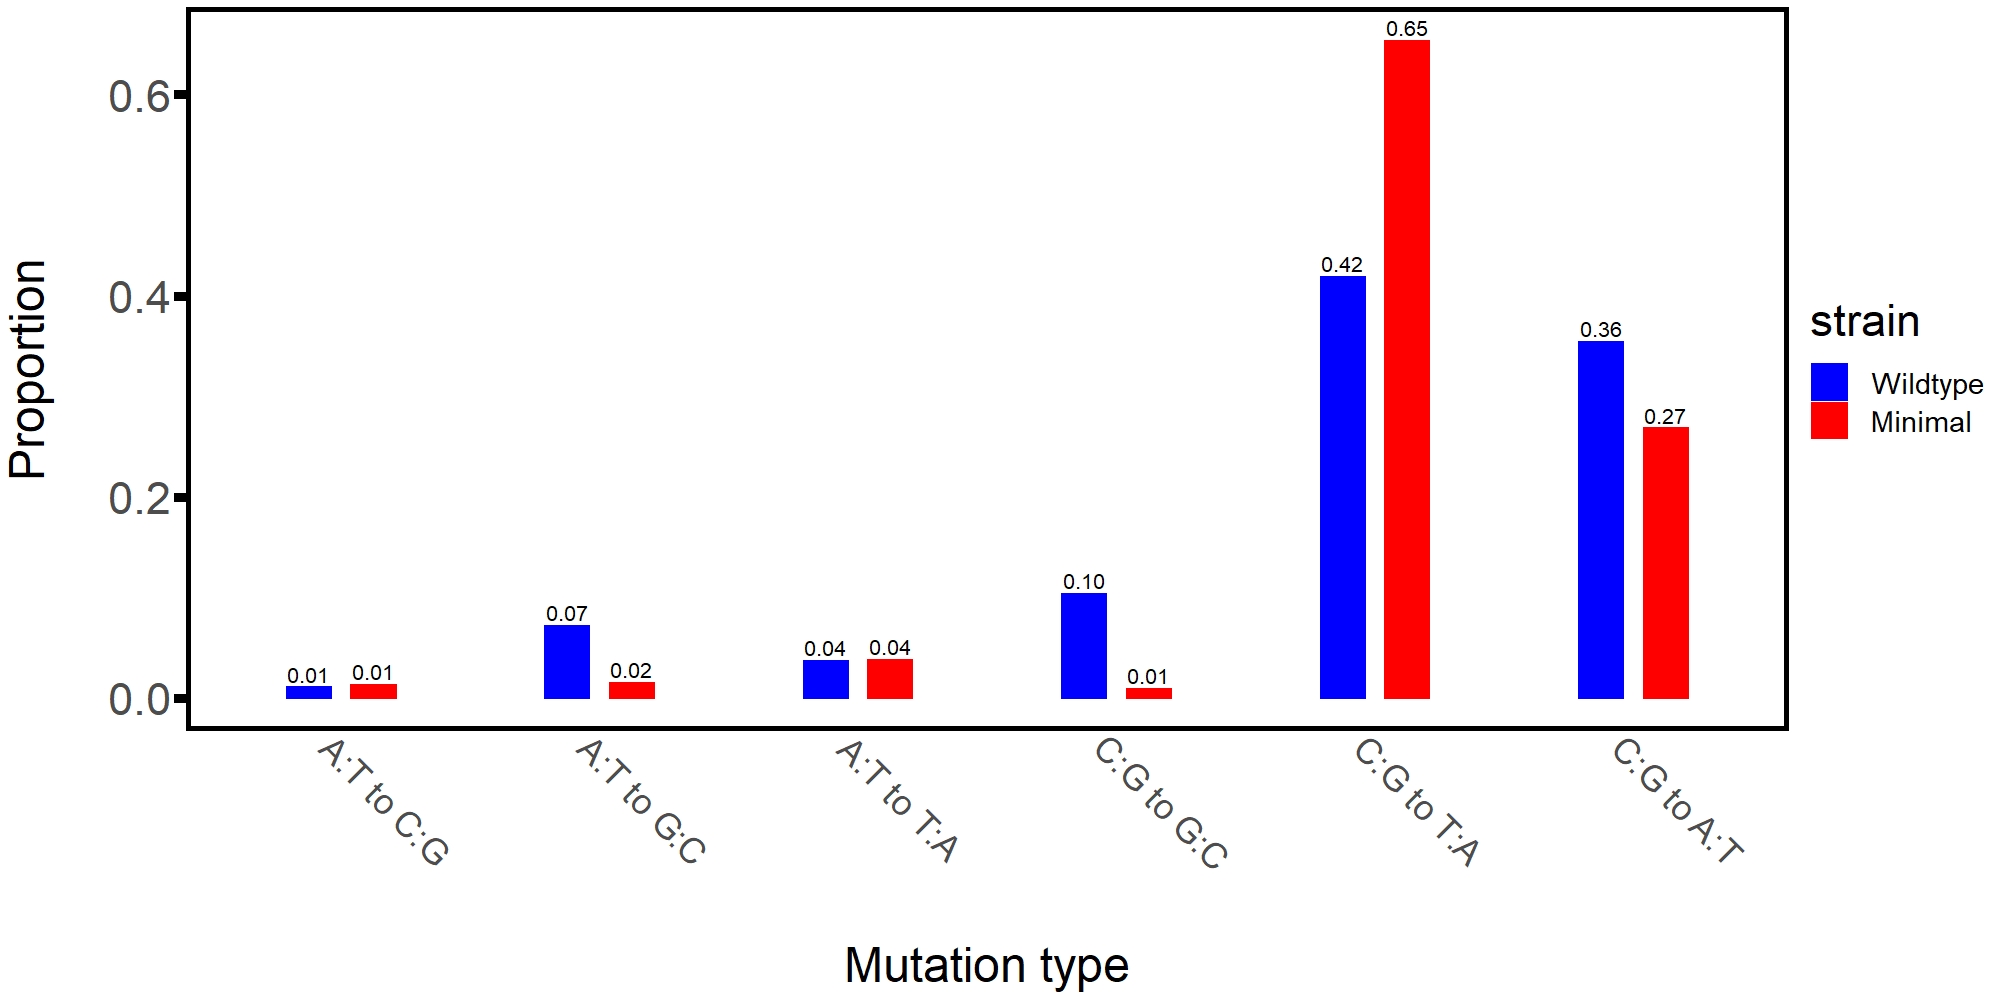 Proportion
0.6
0.4
0.2
0.0
0.01
0.01
0.07
0.02
0.04
0.04
0.10
0.01
0.42
0.65
0.36
0.27
A:T to C:G
A:T to G:C
A:T to T:A
C:G to G:C
C:G to T:A
C:G to A:T
Mutation type
strain
Wildtype
Minimal